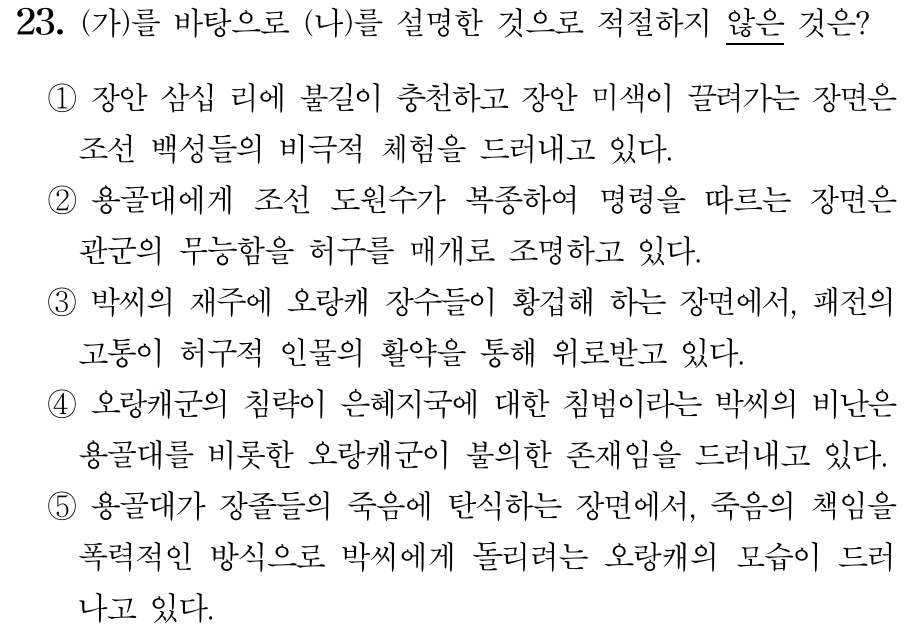 23. (가)를 바탕으로 (나)를 설명한 것으로 적절하지 않은 것은?
① 장안 삼십 리에 불길이 충천하고 장안 미색이 끌려가는 장면은
조선 백성들의 비극적 체험을 드러내고 있다.
② 용골대에게 조선 도원수가 복종하여 명령을 따르는 장면은
관군의 무능함을 허구를 매개로 조명하고 있다.
③ 박씨의 재주에 오랑캐 장수들이 황겁해 하는 장면에서, 패전의
고통이 허구적 인물의 활약을 통해 위로받고 있다.
④ 오랑캐군의 침략이 은혜지국에 대한 침범이라는 박씨의 비난은
용골대를 비롯한 오랑캐군이 불의한 존재임을 드러내고 있다.
⑤ 용골대가 장졸들의 죽음에 탄식하는 장면에서, 죽음의 책임을
폭력적인 방식으로 박씨에게 돌리려는 오랑캐의 모습이 드러
나고 있다.